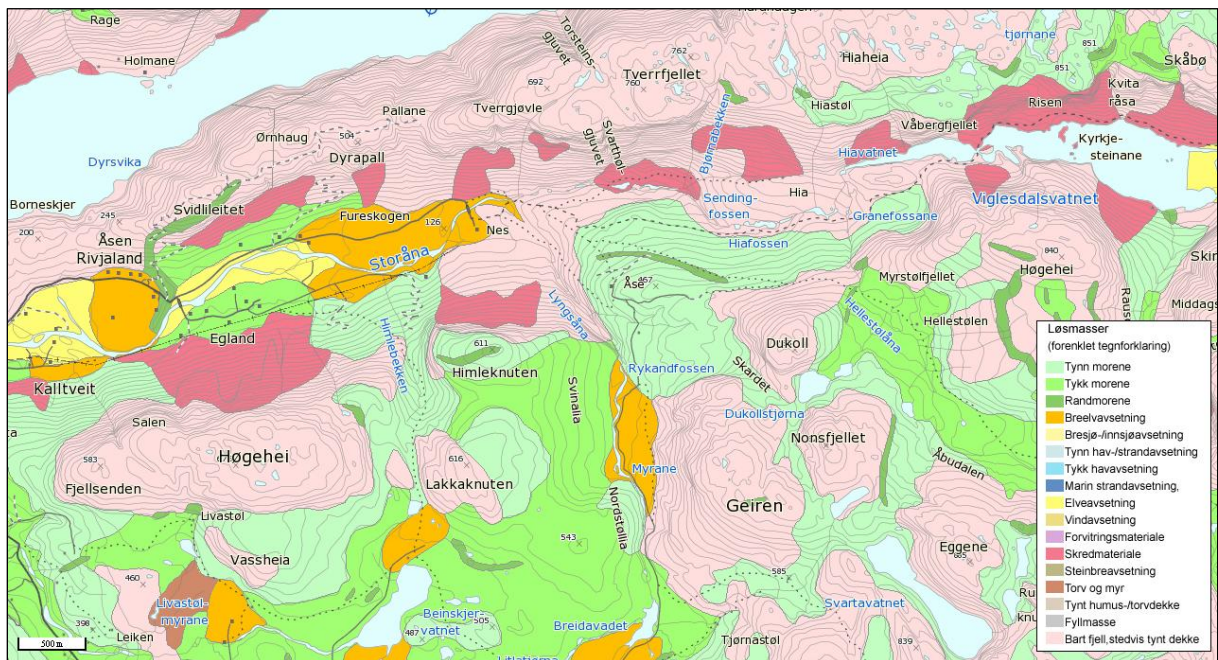 Rage
Holmane
Torsteins
gjuvet
762
Tverrfjellet
760
692
Hiaheia
tjørnane
851
851
Skåbø
Kvita
råsa
Risen
Hiastøl
Våbergfjellet
Kyrkje-
steinane
Pallane
Tverrgjøvle
Svarthøl-
gjuvet
Bjørnabekken
Ørnhaug
504
Dyrapall
Dyrsvika
Hiavatnet
Borneskjer
245
200
Svidlileitet
Fureskogen
126
Nes
Sending-
fossen
Hia
Granefossane
Viglesdalsvatnet
Hiafossen
Åsen
Rivjaland
Storåna
Åse
467
Myrstølfjellet
840
Høgehei
Lyngsåna
Himlebekken
Hellestølåna
Hellestølen
Egland
Dukoll
Skardet
611
Himleknuten
Rykandfossen
Svinalia
Kalltveit
Salen
Dukollstjørna
Nonsfjellet
583
Høgehei
Fjellsenden
616
Lakkaknuten
Myrane
Åbudalen
Geiren
Nordstøllia
Livastøl
Vassheia
543
Eggene
460
585
Livastøl-
myrane
Beinskjer-
vatnet
505
487
Breidavadet
Svartavatnet
398
Leiken
Tjørnastøl
839
500 m
Løsmasser
(forenklet tegnforklaring)
Tynn morene
Tykk morene
Randmorene
Breelvavsetning
Bresjø-/innsjøavsetning
Tynn hav-/strandavsetning
Tykk havavsetning
Marin strandavsetning,
Elveavsetning
Vindavsetning
Forvitringsmateriale
Skredmateriale
Steinbreavsetning
Torv og myr
Tynt humus-/torvdekke
Fyllmasse
Bart fjell,stedvis tynt dekke